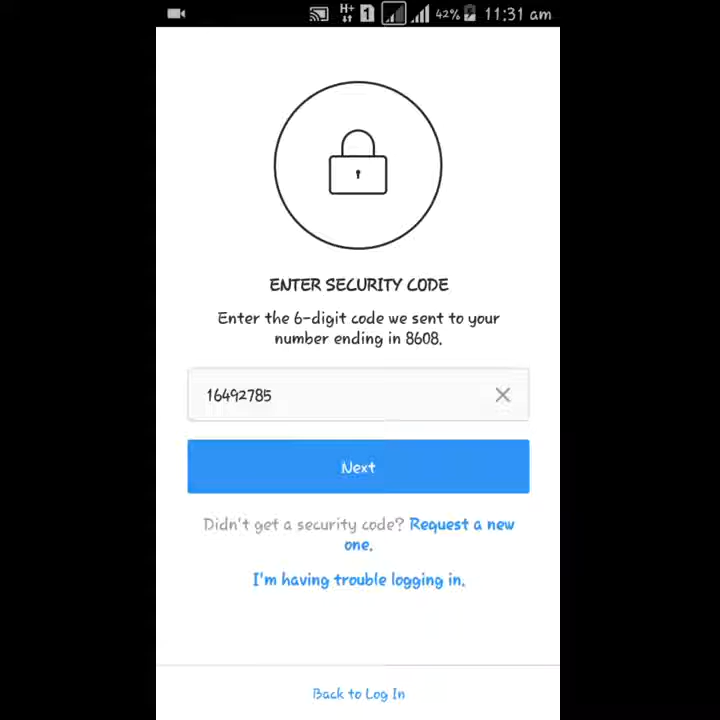 H+ 1 42% 11:31 am
ENTER SECURITY CODE
Enter the 6-digit code we sent to your
number ending in 8608.
16492785
Next
Didn't get a security code? Request a new
one.
I'm having trouble logging in.
Back to Log In